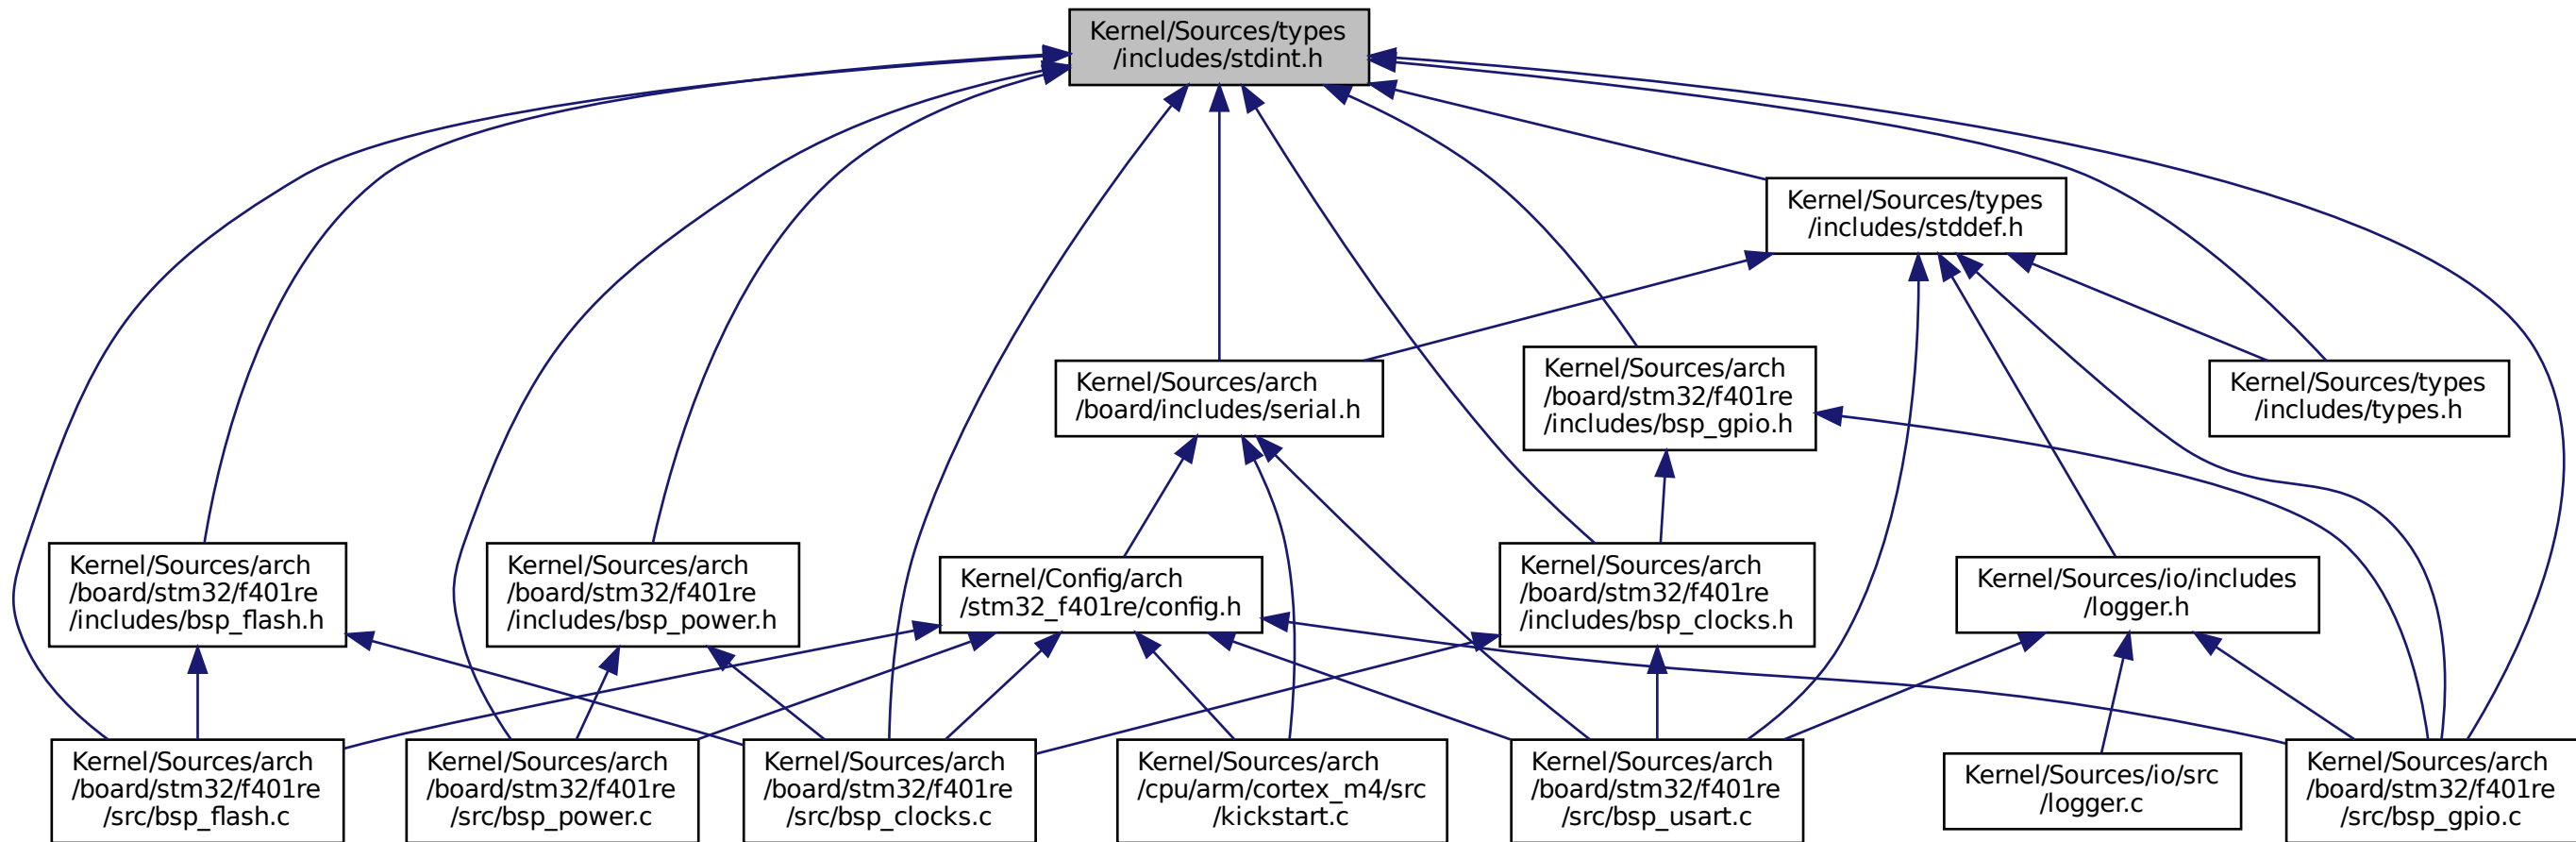 Kernel/Sources/types
/includes/stdint.h
Kernel/Sources/types
/includes/stddef.h
Kernel/Sources/arch
/board/includes/serial.h
Kernel/Sources/arch
/board/stm32/f401re
/includes/bsp_gpio.h
Kernel/Sources/types
/includes/types.h
Kernel/Sources/arch
/board/stm32/f401re
/includes/bsp_flash.h
Kernel/Sources/arch
/board/stm32/f401re
/includes/bsp_power.h
Kernel/Config/arch
/stm32_f401re/config.h
Kernel/Sources/arch
/board/stm32/f401re
/includes/bsp_clocks.h
Kernel/Sources/io/includes
/logger.h
Kernel/Sources/arch
/board/stm32/f401re
/src/bsp_flash.c
Kernel/Sources/arch
/board/stm32/f401re
/src/bsp_power.c
Kernel/Sources/arch
/board/stm32/f401re
/src/bsp_clocks.c
Kernel/Sources/arch
/cpu/arm/cortex_m4/src
/kickstart.c
Kernel/Sources/arch
/board/stm32/f401re
/src/bsp_usart.c
Kernel/Sources/io/src
/logger.c
Kernel/Sources/arch
/board/stm32/f401re
/src/bsp_gpio.c